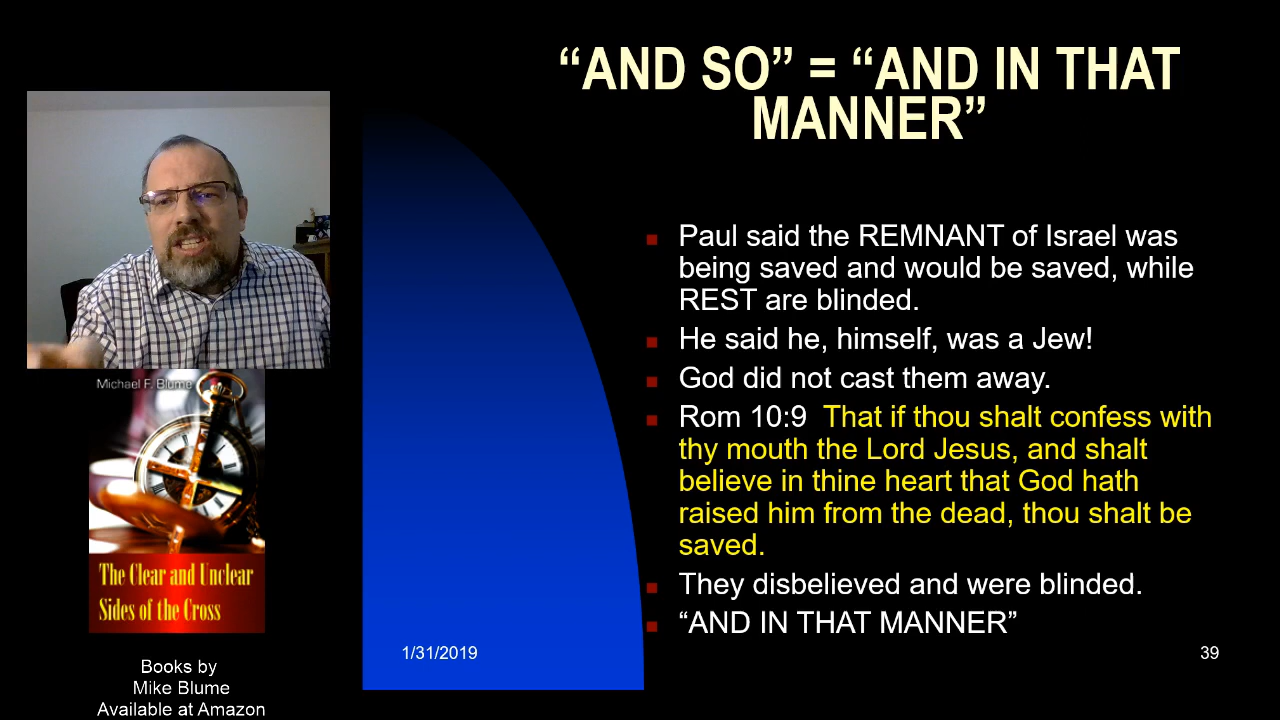 “AND SO” = “AND IN THAT
MANNER”
Paul said the REMNANT of Israel was
being saved and would be saved, while
REST are blinded.
He said he, himself, was a Jew!
God did not cast them away.
Rom 10:9 That if thou shalt confess with
thy mouth the Lord Jesus, and shalt
believe in thine heart that God hath
raised him from the dead, thou shalt be
saved.
They disbelieved and were blinded.
“AND IN THAT MANNER”
1/31/2019
39
Michael F. Blume
The Clear and Unclear
Sides of the Cross
Books by
Mike Blume
Available at Amazon